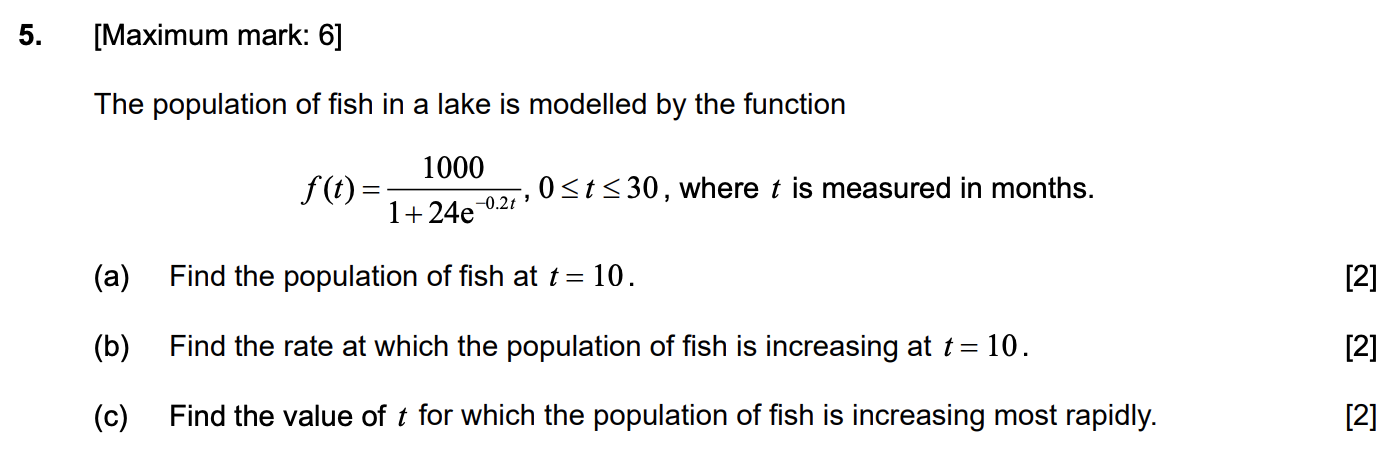 5. [Maximum mark: 6]
The population of fish in a lake is modelled by the function
f(t) = 1000 / (1 + 24e^(−0.2t)), 0 ≤ t ≤ 30, where t is measured in months.
(a) Find the population of fish at t = 10. [2]
(b) Find the rate at which the population of fish is increasing at t = 10. [2]
(c) Find the value of t for which the population of fish is increasing most rapidly. [2]